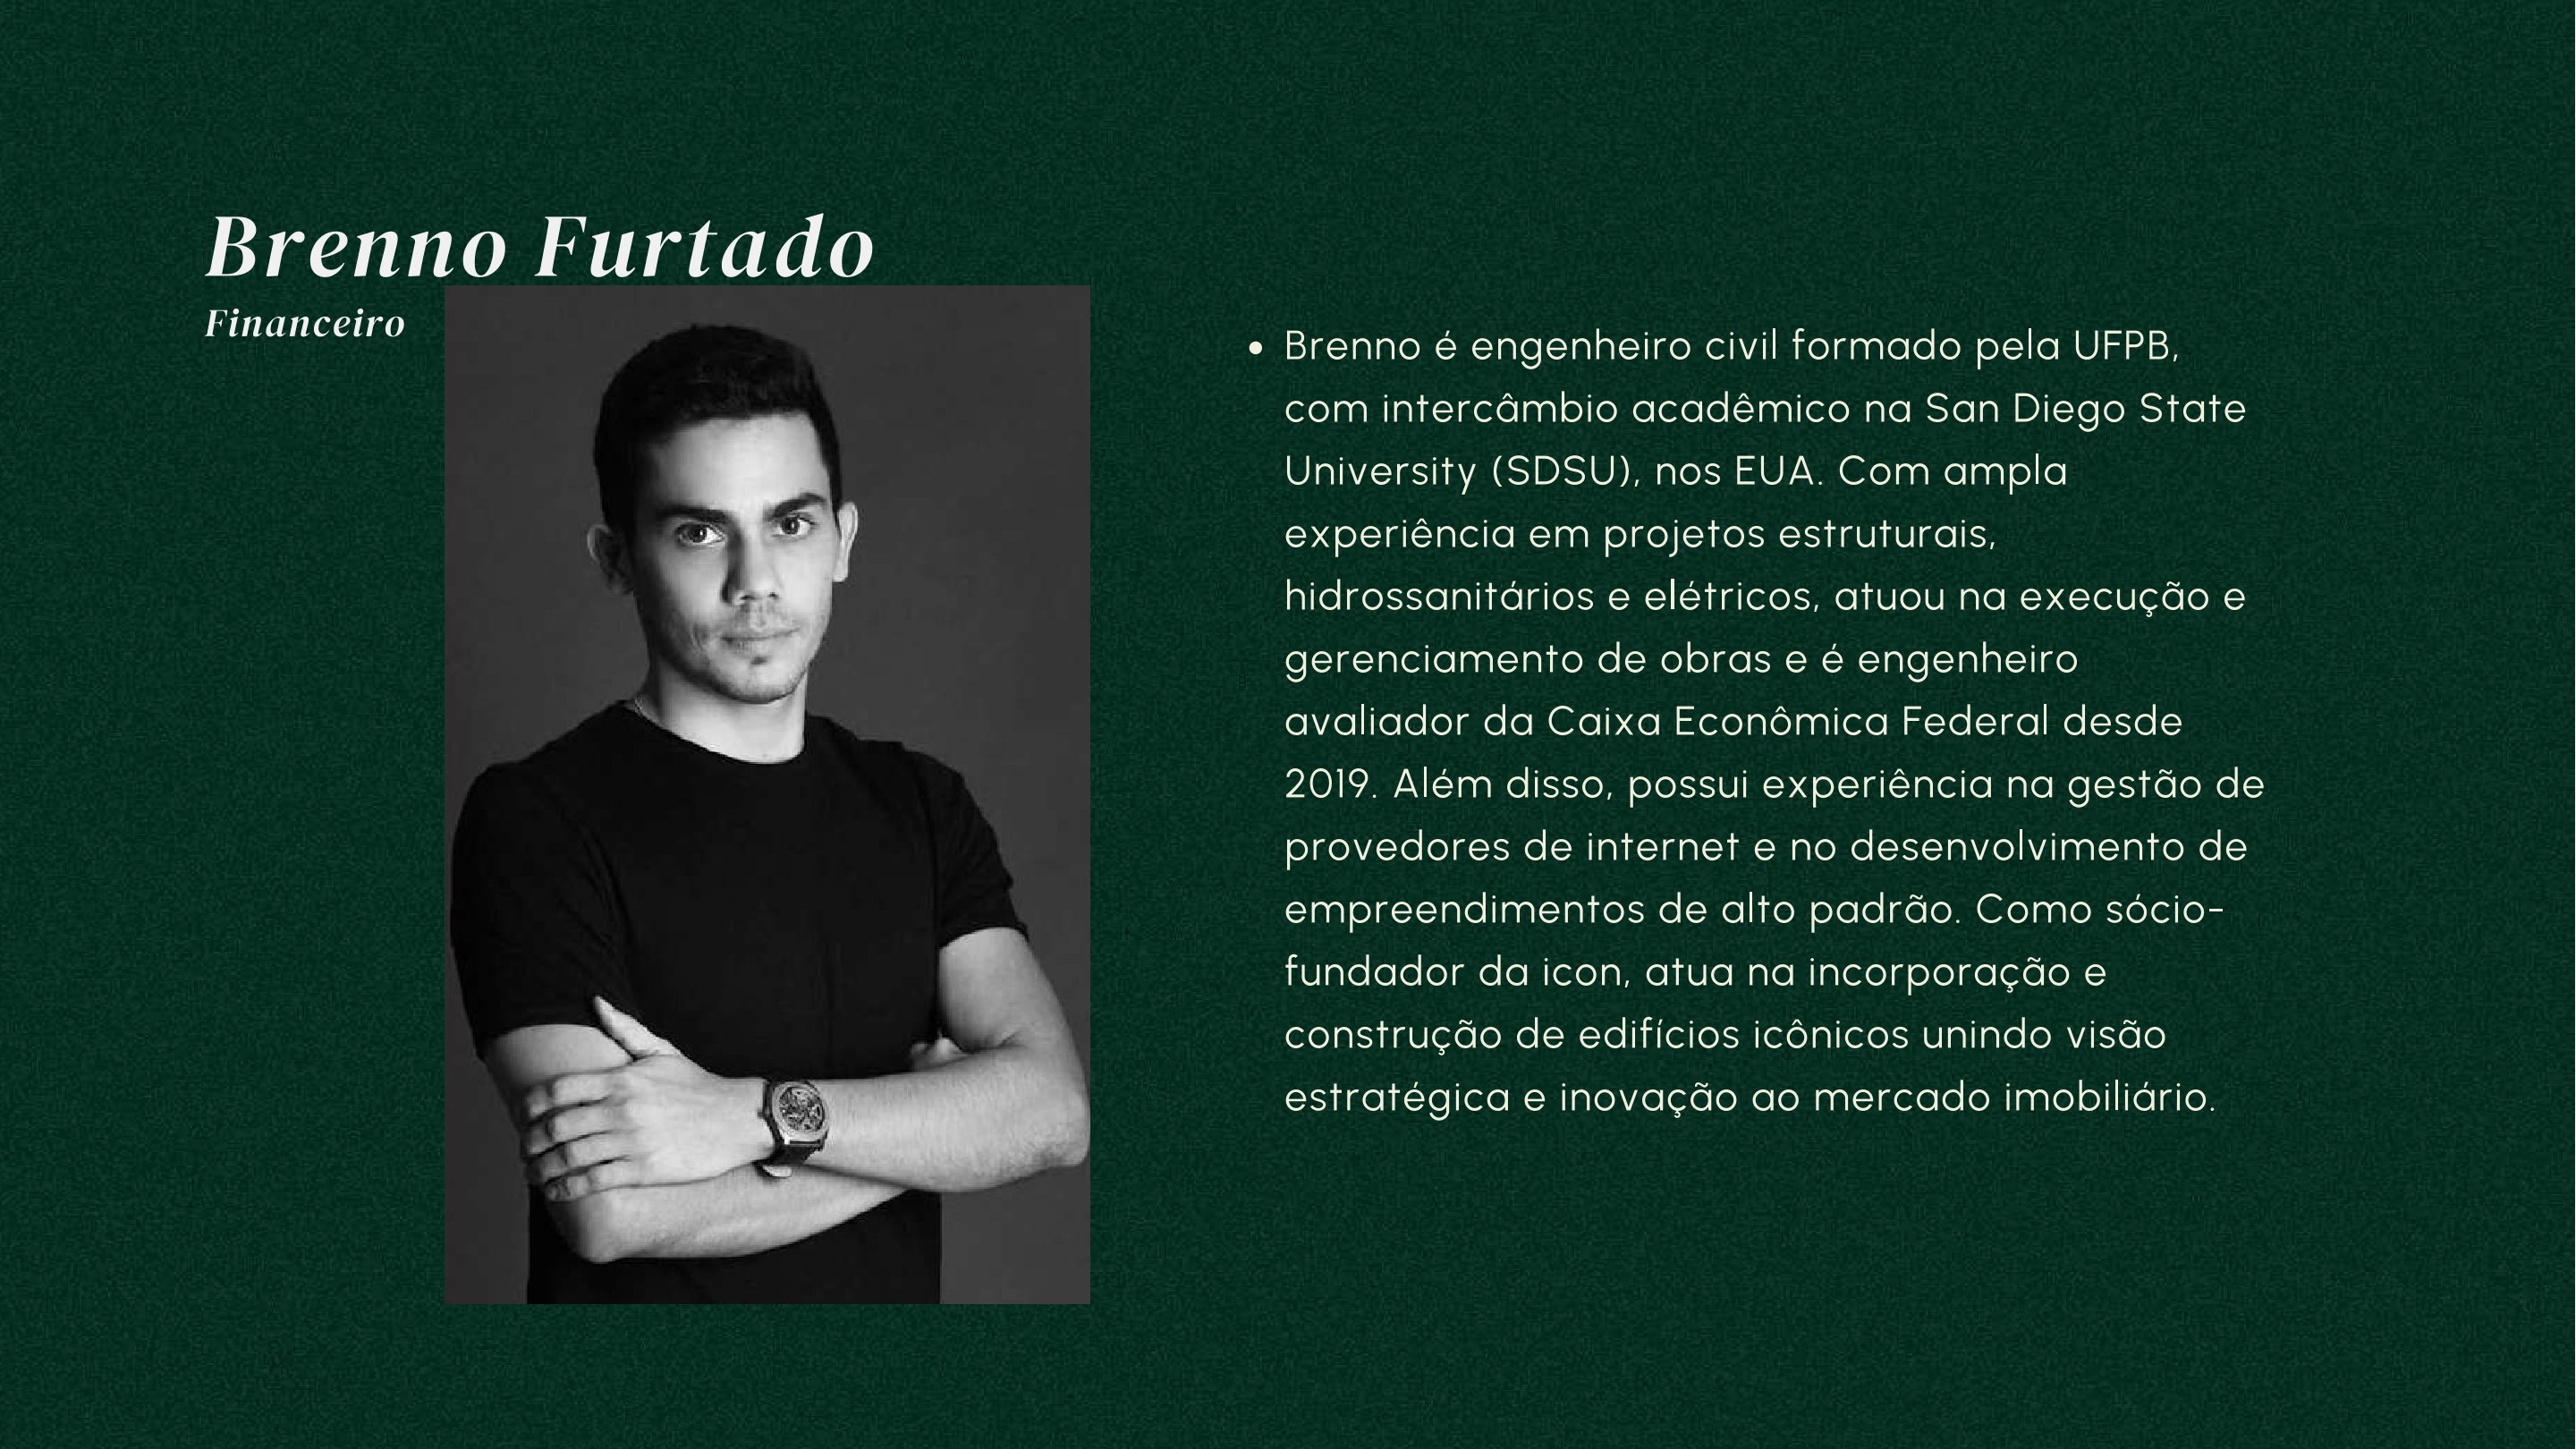 Brenno Furtado
Financeiro
• Brenno é engenheiro civil formado pela UFPB,
com intercâmbio acadêmico na San Diego State
University (SDSU), nos EUA. Com ampla
experiência em projetos estruturais,
hidrossanitários e elétricos, atuou na execução e
gerenciamento de obras e é engenheiro
avaliador da Caixa Econômica Federal desde
2019. Além disso, possui experiência na gestão de
provedores de internet e no desenvolvimento de
empreendimentos de alto padrão. Como sócio-
fundador da icon, atua na incorporação e
construção de edifícios icônicos unindo visão
estratégica e inovação ao mercado imobiliário.